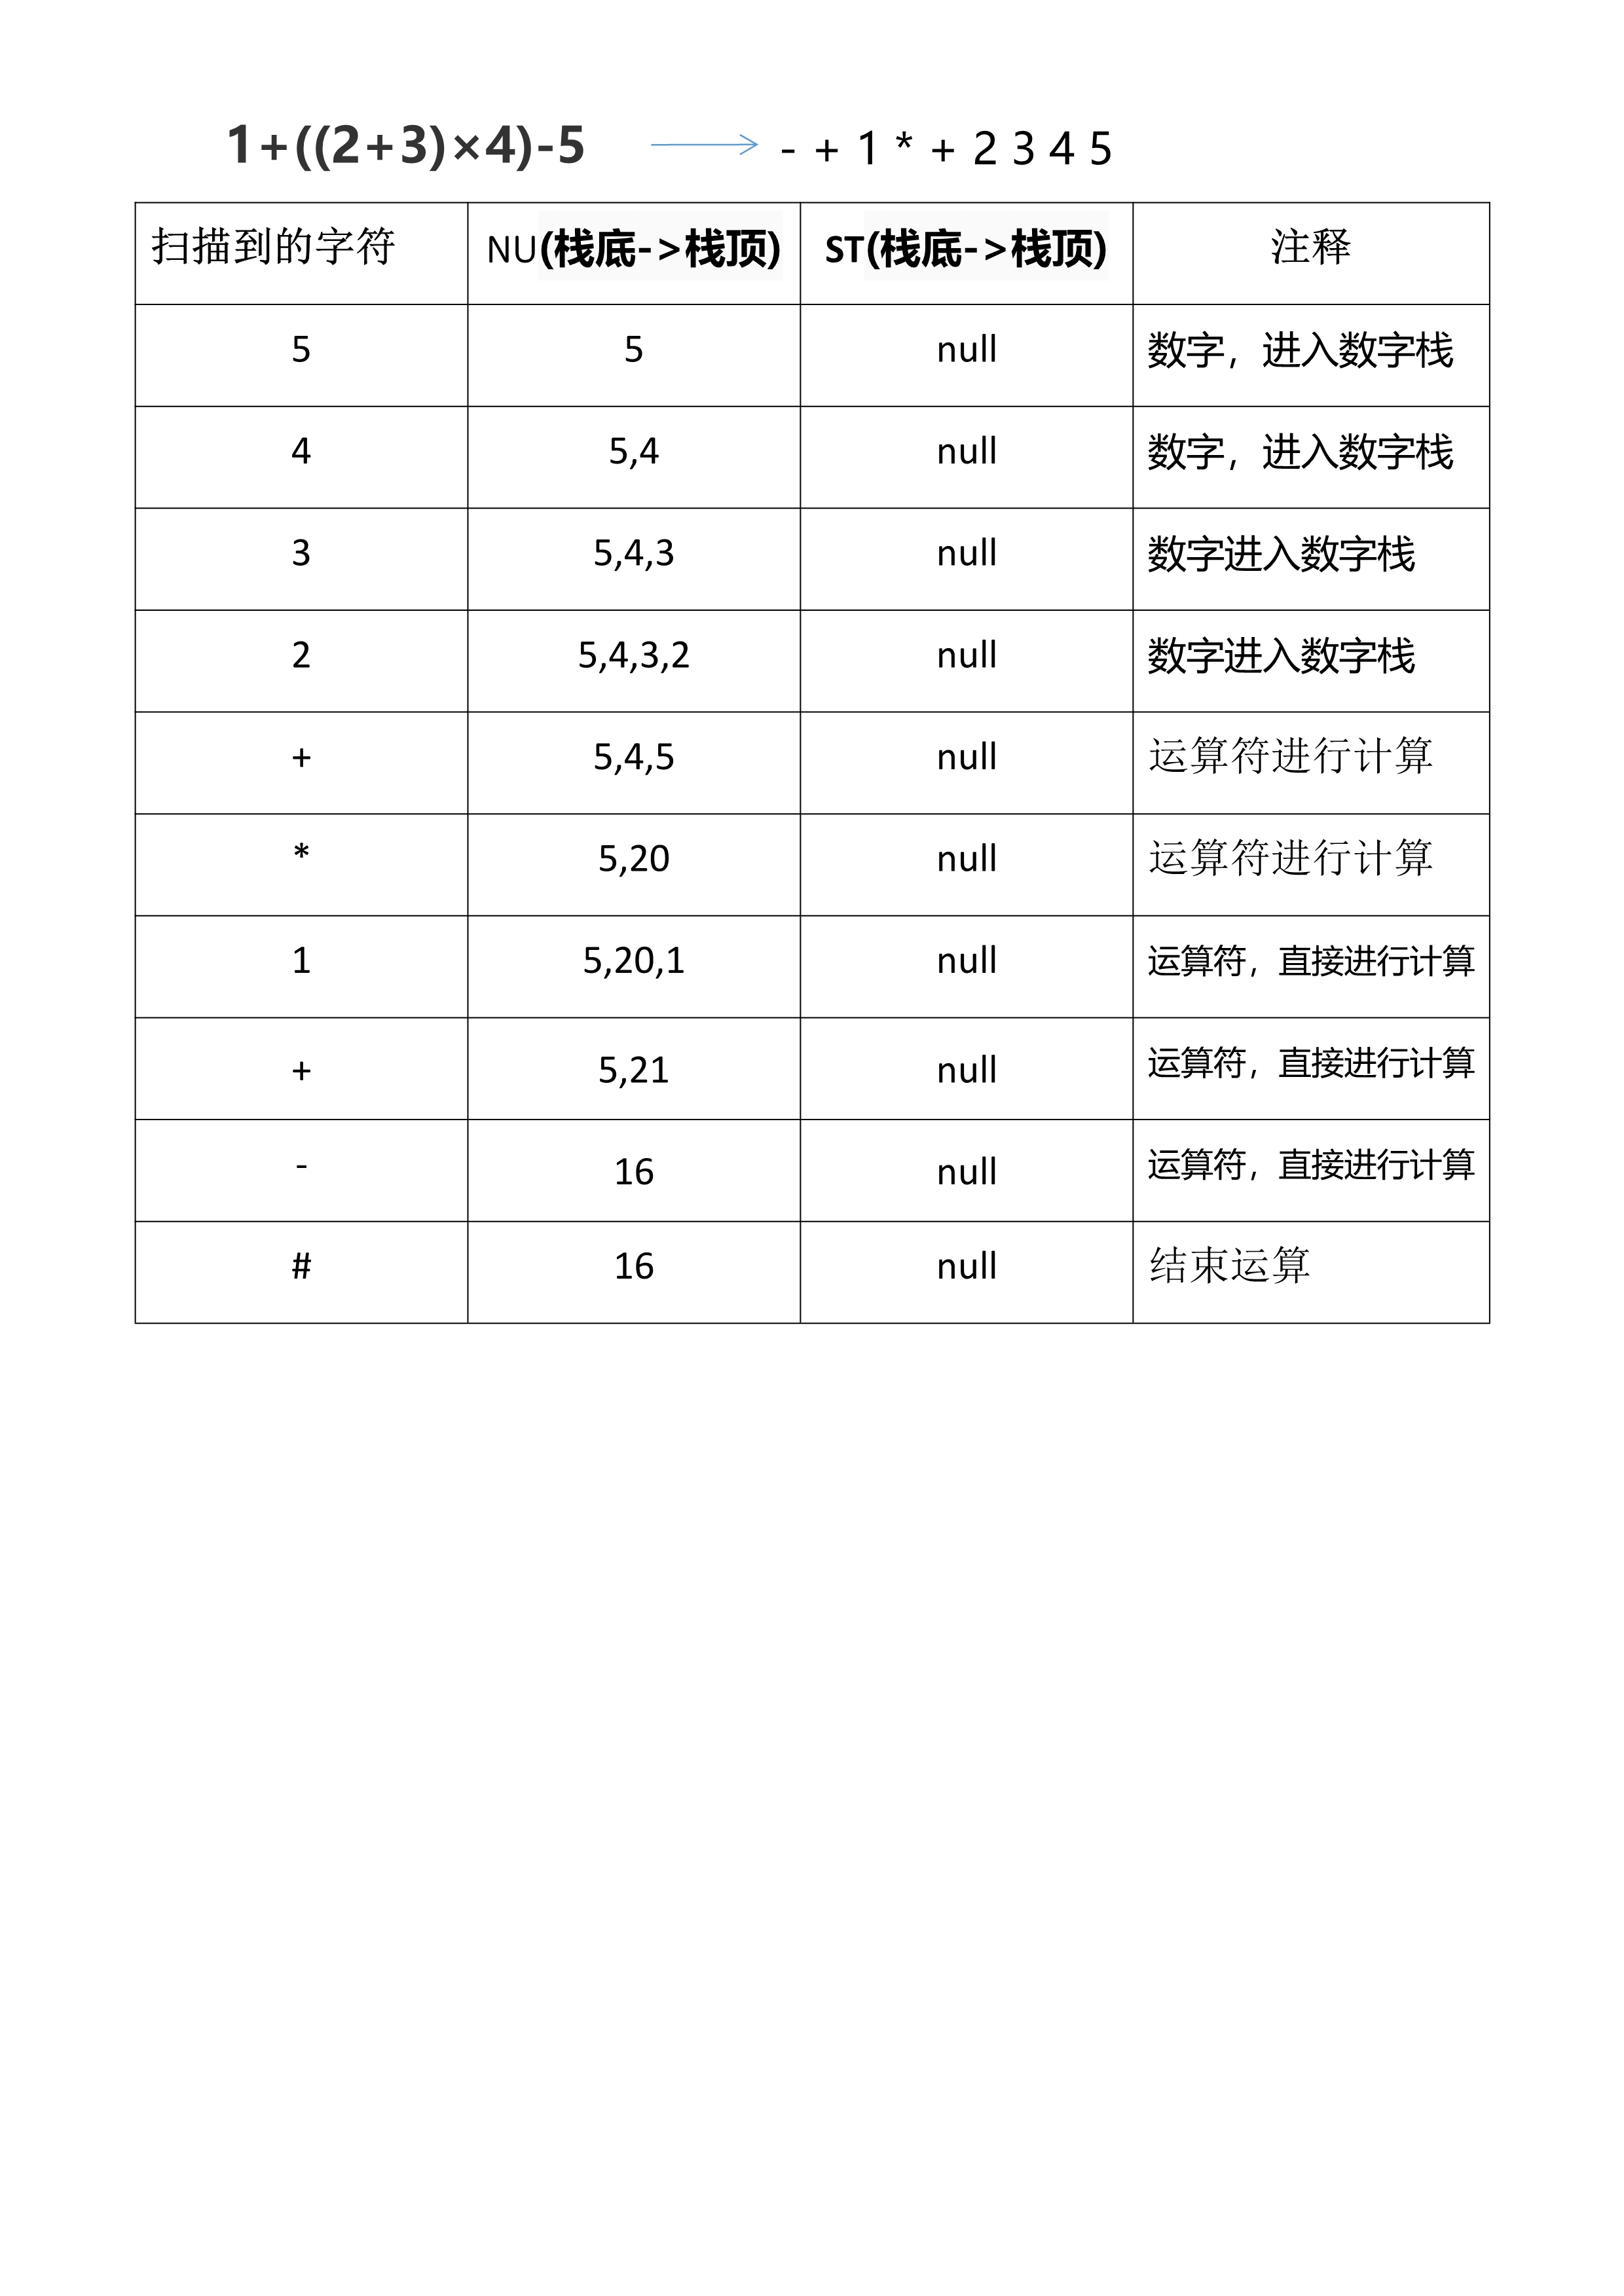 1+((2+3)×4)-5 - + 1 * + 2 3 4 5
扫描到的字符 NU(栈底->栈顶) ST(栈底->栈顶) 注释
5 5 null 数字，进入数字栈
4 5,4 null 数字，进入数字栈
3 5,4,3 null 数字进入数字栈
2 5,4,3,2 null 数字进入数字栈
+ 5,4,5 null 运算符进行计算
* 5,20 null 运算符进行计算
1 5,20,1 null 运算符，直接进行计算
+ 5,21 null 运算符，直接进行计算
- 16 null 运算符，直接进行计算
# 16 null 结束运算